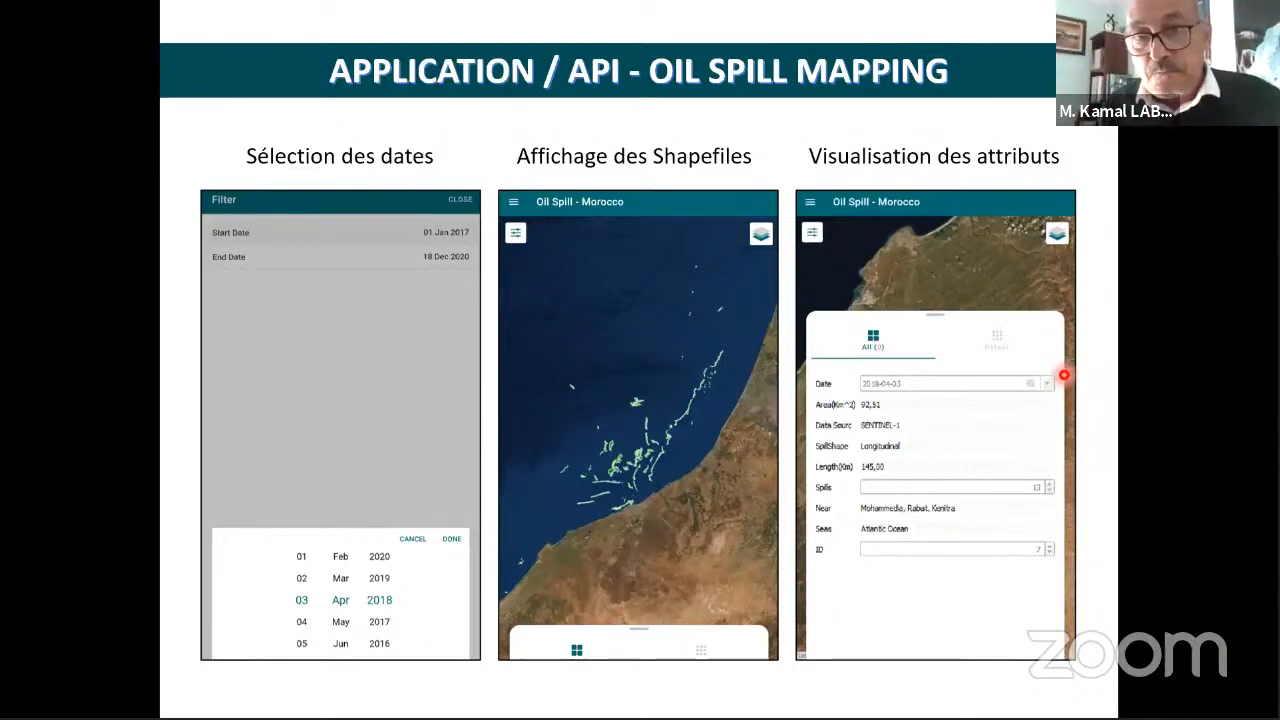 APPLICATION / API - OIL SPILL MAPPING
M. Kamal LAB...
Sélection des dates
Affichage des Shapefiles
Visualisation des attributs
Filter
CLOSE
Start Date
01 Jan 2017
End Date
18 Dec 2020
CANCEL
DONE
01 Feb 2020
02 Mar 2019
03 Apr 2018
04 May 2017
05 Jun 2016
Oil Spill - Morocco
Oil Spill - Morocco
All (0)
Details
Date
2018-04-03
Area(Km^2) 92,51
Data Sourc SENTINEL-1
SpillShape Longitudinal
Length(Km) 145,00
Spills 13
Near Mohammedia, Rabat, Kenitra
Seas Atlantic Ocean
ID 7
zoom